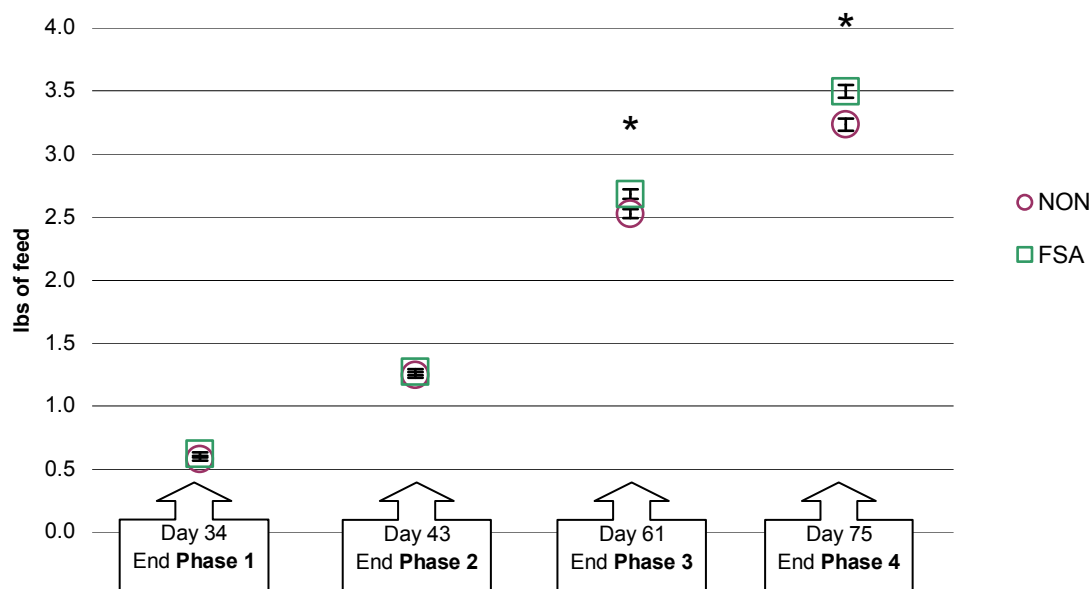 4.0
3.5
3.0
2.5
2.0
1.5
1.0
0.5
0.0
lbs of feed
*
*
NON
FSA
Day 34
End Phase 1
Day 43
End Phase 2
Day 61
End Phase 3
Day 75
End Phase 4